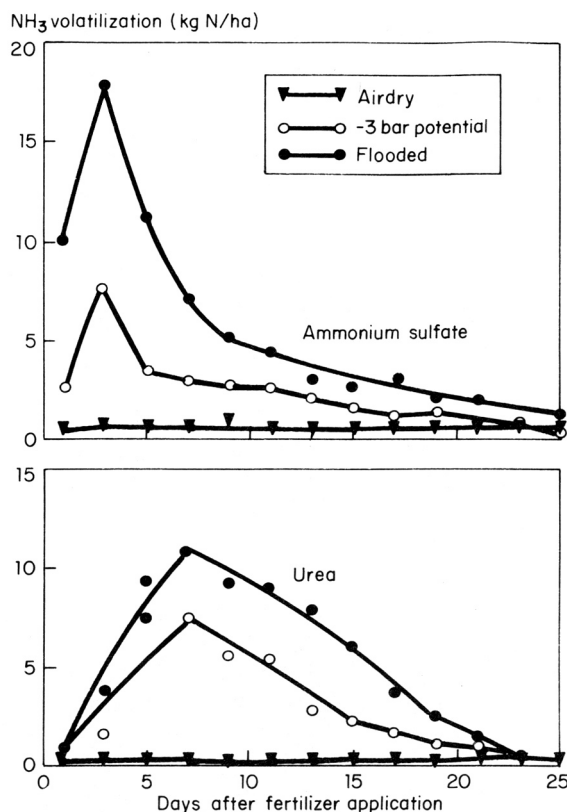 NH3 volatilization (kg N/ha)
20
Airdry
-3 bar potential
Flooded
15
10
5
Ammonium sulfate
0
15
Urea
10
5
0
0 5 10 15 20 25
Days after fertilizer application